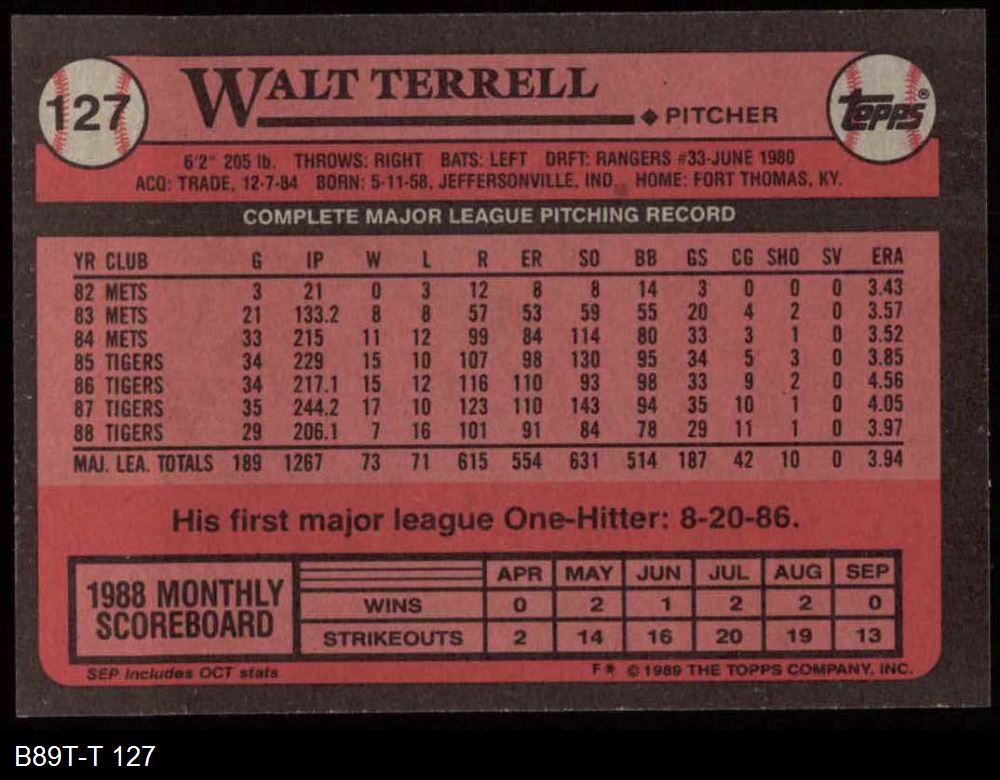 127
WALT TERRELL
◆ PITCHER
TOPPS®
6'2" 205 lb. THROWS: RIGHT BATS: LEFT DRFT: RANGERS #33-JUNE 1980
ACQ: TRADE, 12-7-84 BORN: 5-11-58, JEFFERSONVILLE, IND. HOME: FORT THOMAS, KY.
COMPLETE MAJOR LEAGUE PITCHING RECORD
YR CLUB G IP W L R ER SO BB GS CG SHO SV ERA
82 METS 3 21 0 3 12 8 8 14 3 0 0 0 3.43
83 METS 21 133.2 8 8 57 53 59 55 20 4 2 0 3.57
84 METS 33 215 11 12 99 84 114 80 33 3 1 0 3.52
85 TIGERS 34 229 15 10 107 98 130 95 34 5 3 0 3.85
86 TIGERS 34 217.1 15 12 116 110 93 98 33 9 2 0 4.56
87 TIGERS 35 244.2 17 10 123 110 143 94 35 10 1 0 4.05
88 TIGERS 29 206.1 7 16 101 91 84 78 29 11 1 0 3.97
MAJ. LEA. TOTALS 189 1267 73 71 615 554 631 514 187 42 10 0 3.94
His first major league One-Hitter: 8-20-86.
1988 MONTHLY
SCOREBOARD
APR MAY JUN JUL AUG SEP
WINS 0 2 1 2 2 0
STRIKEOUTS 2 14 16 20 19 13
SEP includes OCT stats
F* © 1989 THE TOPPS COMPANY, INC.
B89T-T 127